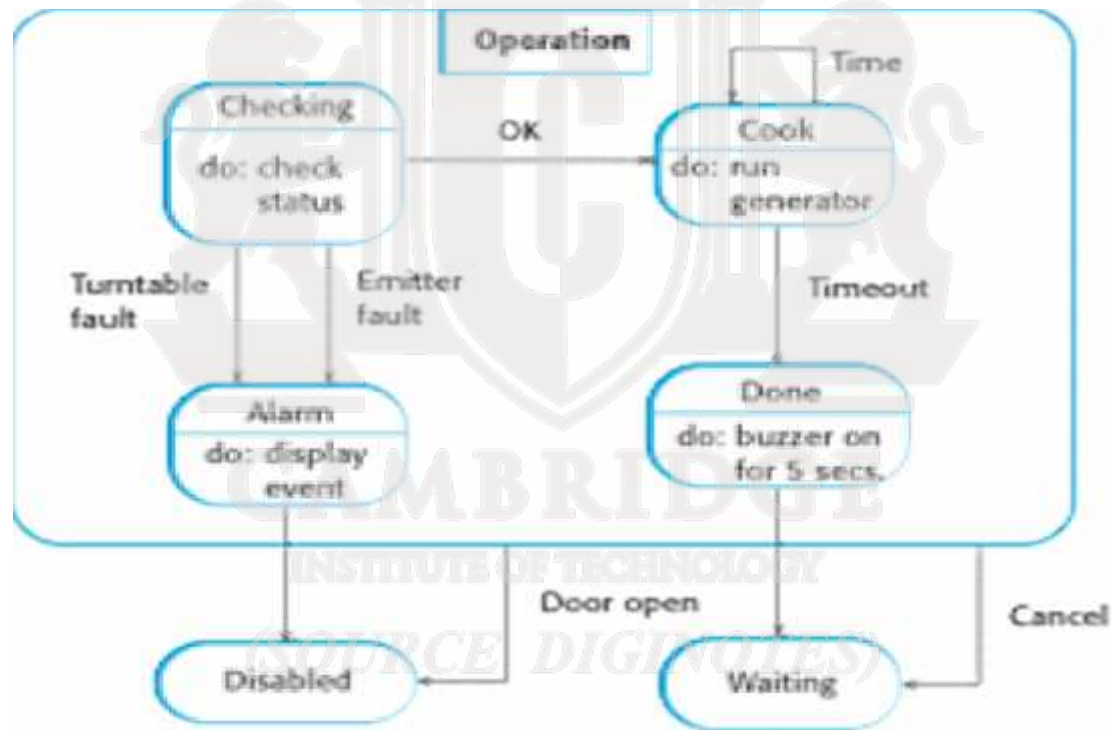 Operation
Time
Checking
do: check
status
OK
Cook
do: run
generator
Turntable
fault
Emitter
fault
Timeout
Alarm
do: display
event
Done
do: buzzer on
for 5 secs.
CAMBRIDGE
INSTITUTE OF TECHNOLOGY
Door open
Cancel
(SOURCE DIGINOTES)
Disabled
Waiting